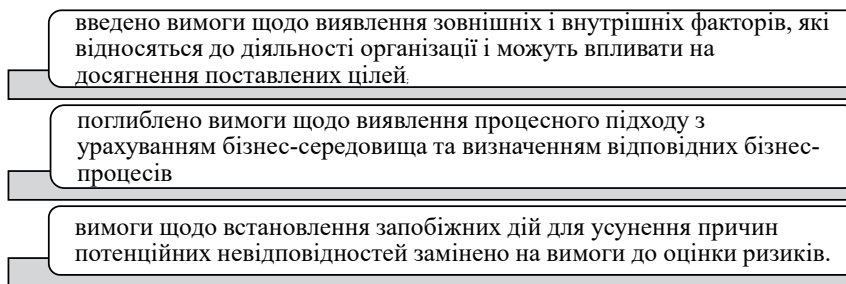 введено вимоги щодо виявлення зовнішніх і внутрішніх факторів, які
відносяться до діяльності організації і можуть впливати на
досягнення поставлених цілей;
поглиблено вимоги щодо виявлення процесного підходу з
урахуванням бізнес-середовища та визначенням відповідних бізнес-
процесів
вимоги щодо встановлення запобіжних дій для усунення причин
потенційних невідповідностей замінено на вимоги до оцінки ризиків.